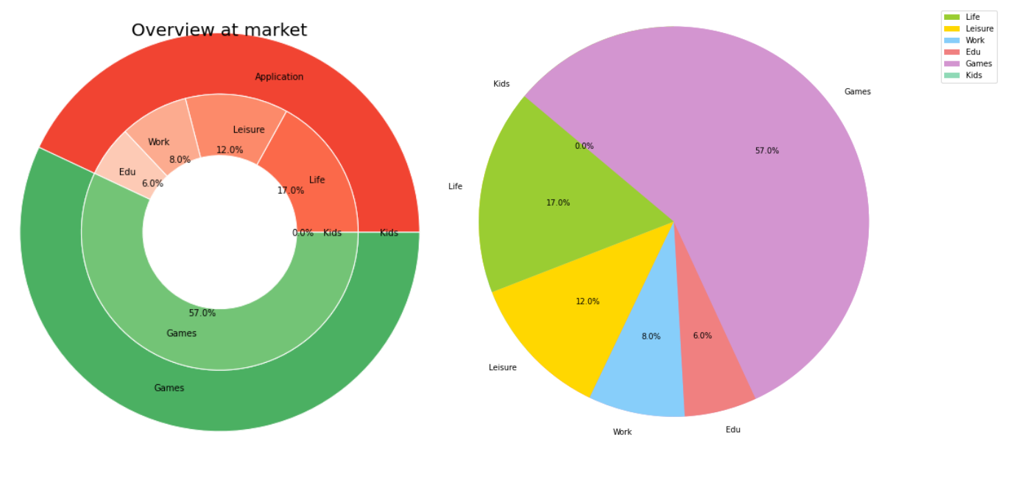 Overview at market
Application
Work
Leisure
8.0%
12.0%
Edu
6.0%
Life
17.0%
0.0%
Kids
Kids
57.0%
Games
Games
Kids
Games
0.0%
57.0%
Life
17.0%
12.0%
8.0%
6.0%
Leisure
Work
Edu
Life
Leisure
Work
Edu
Games
Kids